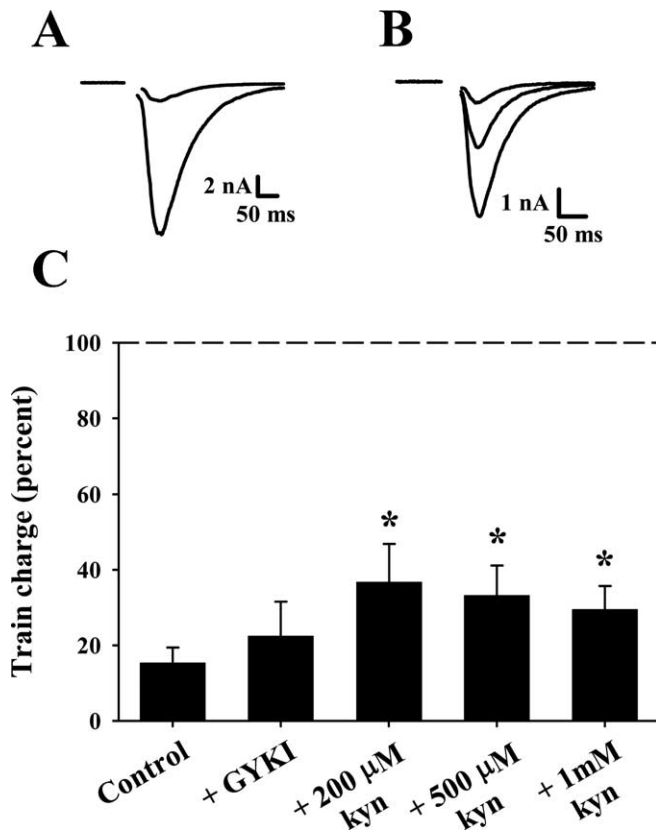 A
B
2 nA
50 ms
1 nA
50 ms
C
Train charge (percent)
100
80
60
40
20
0
*
*
*
Control
+ GYKI
+ 200 μM
kyn
+ 500 μM
kyn
+ 1mM
kyn